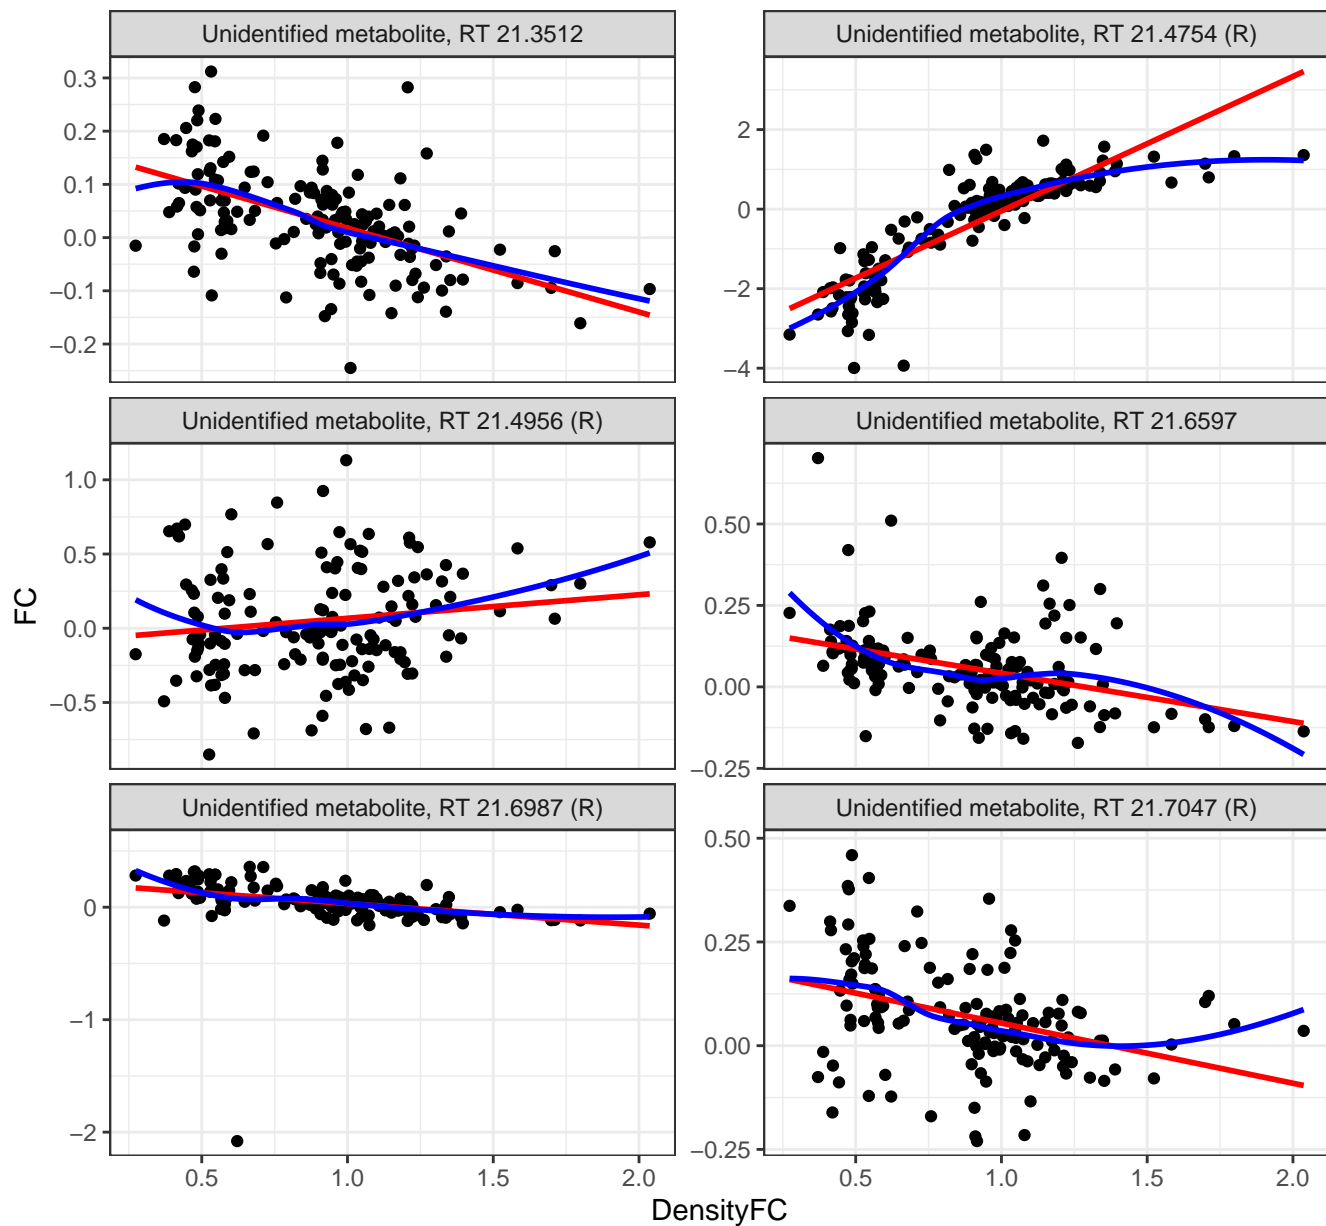 Unidentified metabolite, RT 21.3512
Unidentified metabolite, RT 21.4754 (R)
0.3
0.2
0.1
0.0
−0.1
−0.2
2
0
−2
−4
Unidentified metabolite, RT 21.4956 (R)
Unidentified metabolite, RT 21.6597
1.0
0.5
0.0
−0.5
0.50
0.25
0.00
−0.25
FC
Unidentified metabolite, RT 21.6987 (R)
Unidentified metabolite, RT 21.7047 (R)
0
−1
−2
0.50
0.25
0.00
−0.25
0.5 1.0 1.5 2.0
0.5 1.0 1.5 2.0
DensityFC